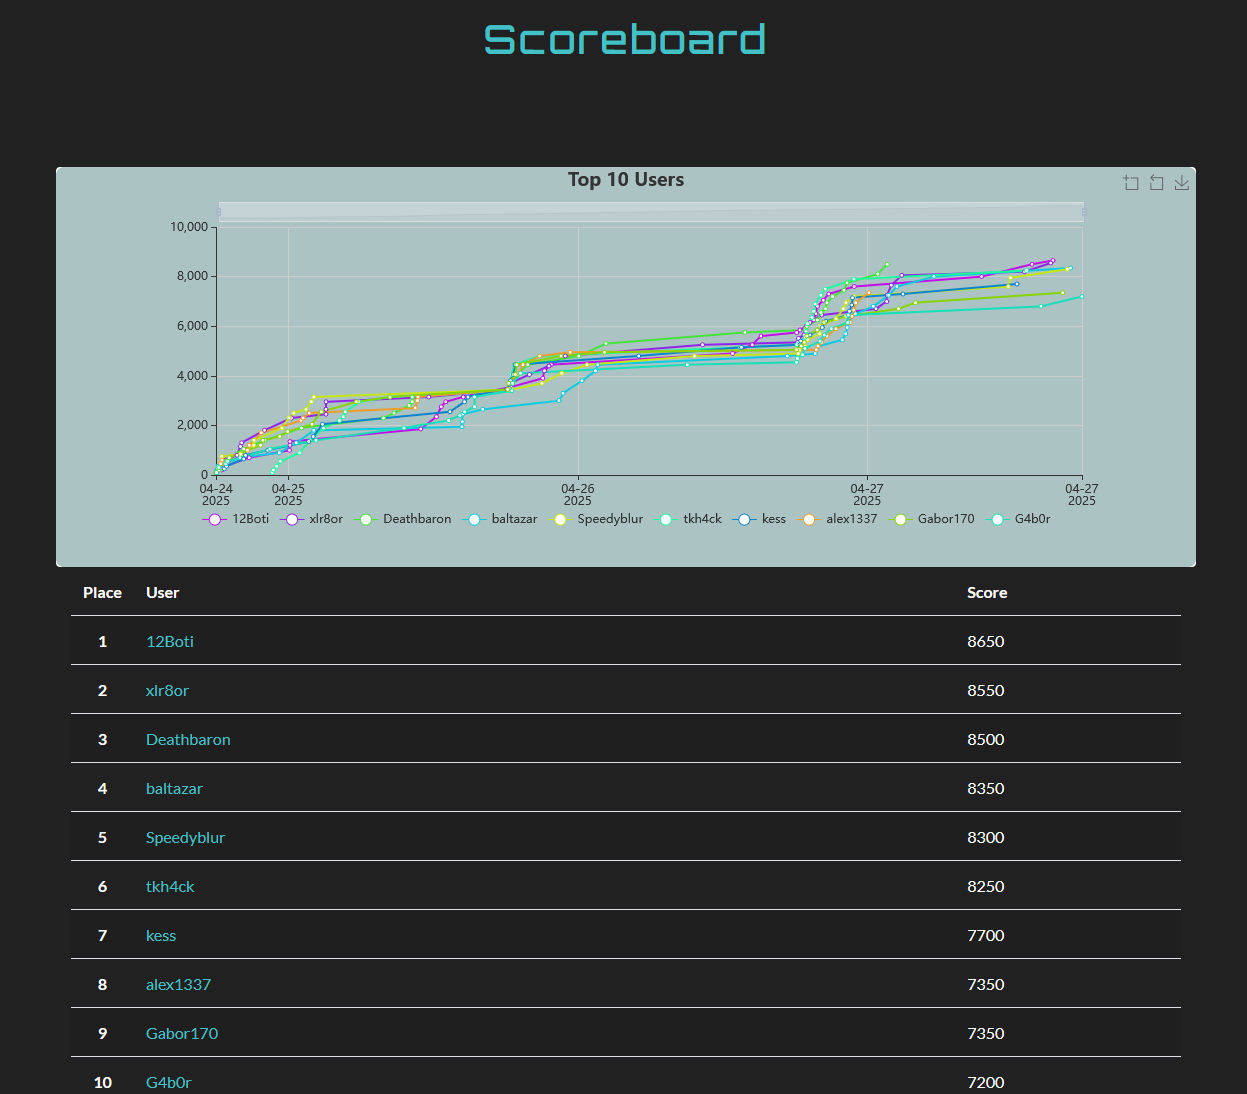 Scoreboard
Top 10 Users
10,000
8,000
6,000
4,000
2,000
0
04-24 04-25 04-26 04-27 04-27
2025 2025 2025 2025 2025
12Boti xlr8or Deathbaron baltazar Speedyblur tkh4ck kess alex1337 Gabor170 G4b0r
Place User Score
1 12Boti 8650
2 xlr8or 8550
3 Deathbaron 8500
4 baltazar 8350
5 Speedyblur 8300
6 tkh4ck 8250
7 kess 7700
8 alex1337 7350
9 Gabor170 7350
10 G4b0r 7200